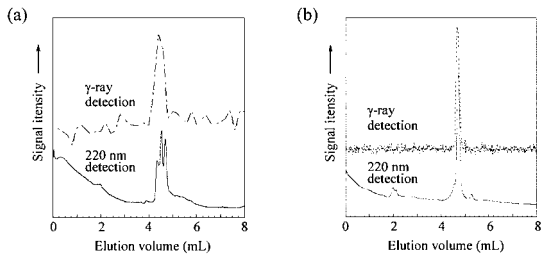 (a)
Signal itensity
γ-ray
detection
220 nm
detection
0 2 4 6 8
Elution volume (mL)
(b)
Signal itensity
γ-ray
detection
220 nm
detection
0 2 4 6 8
Elution volume (mL)